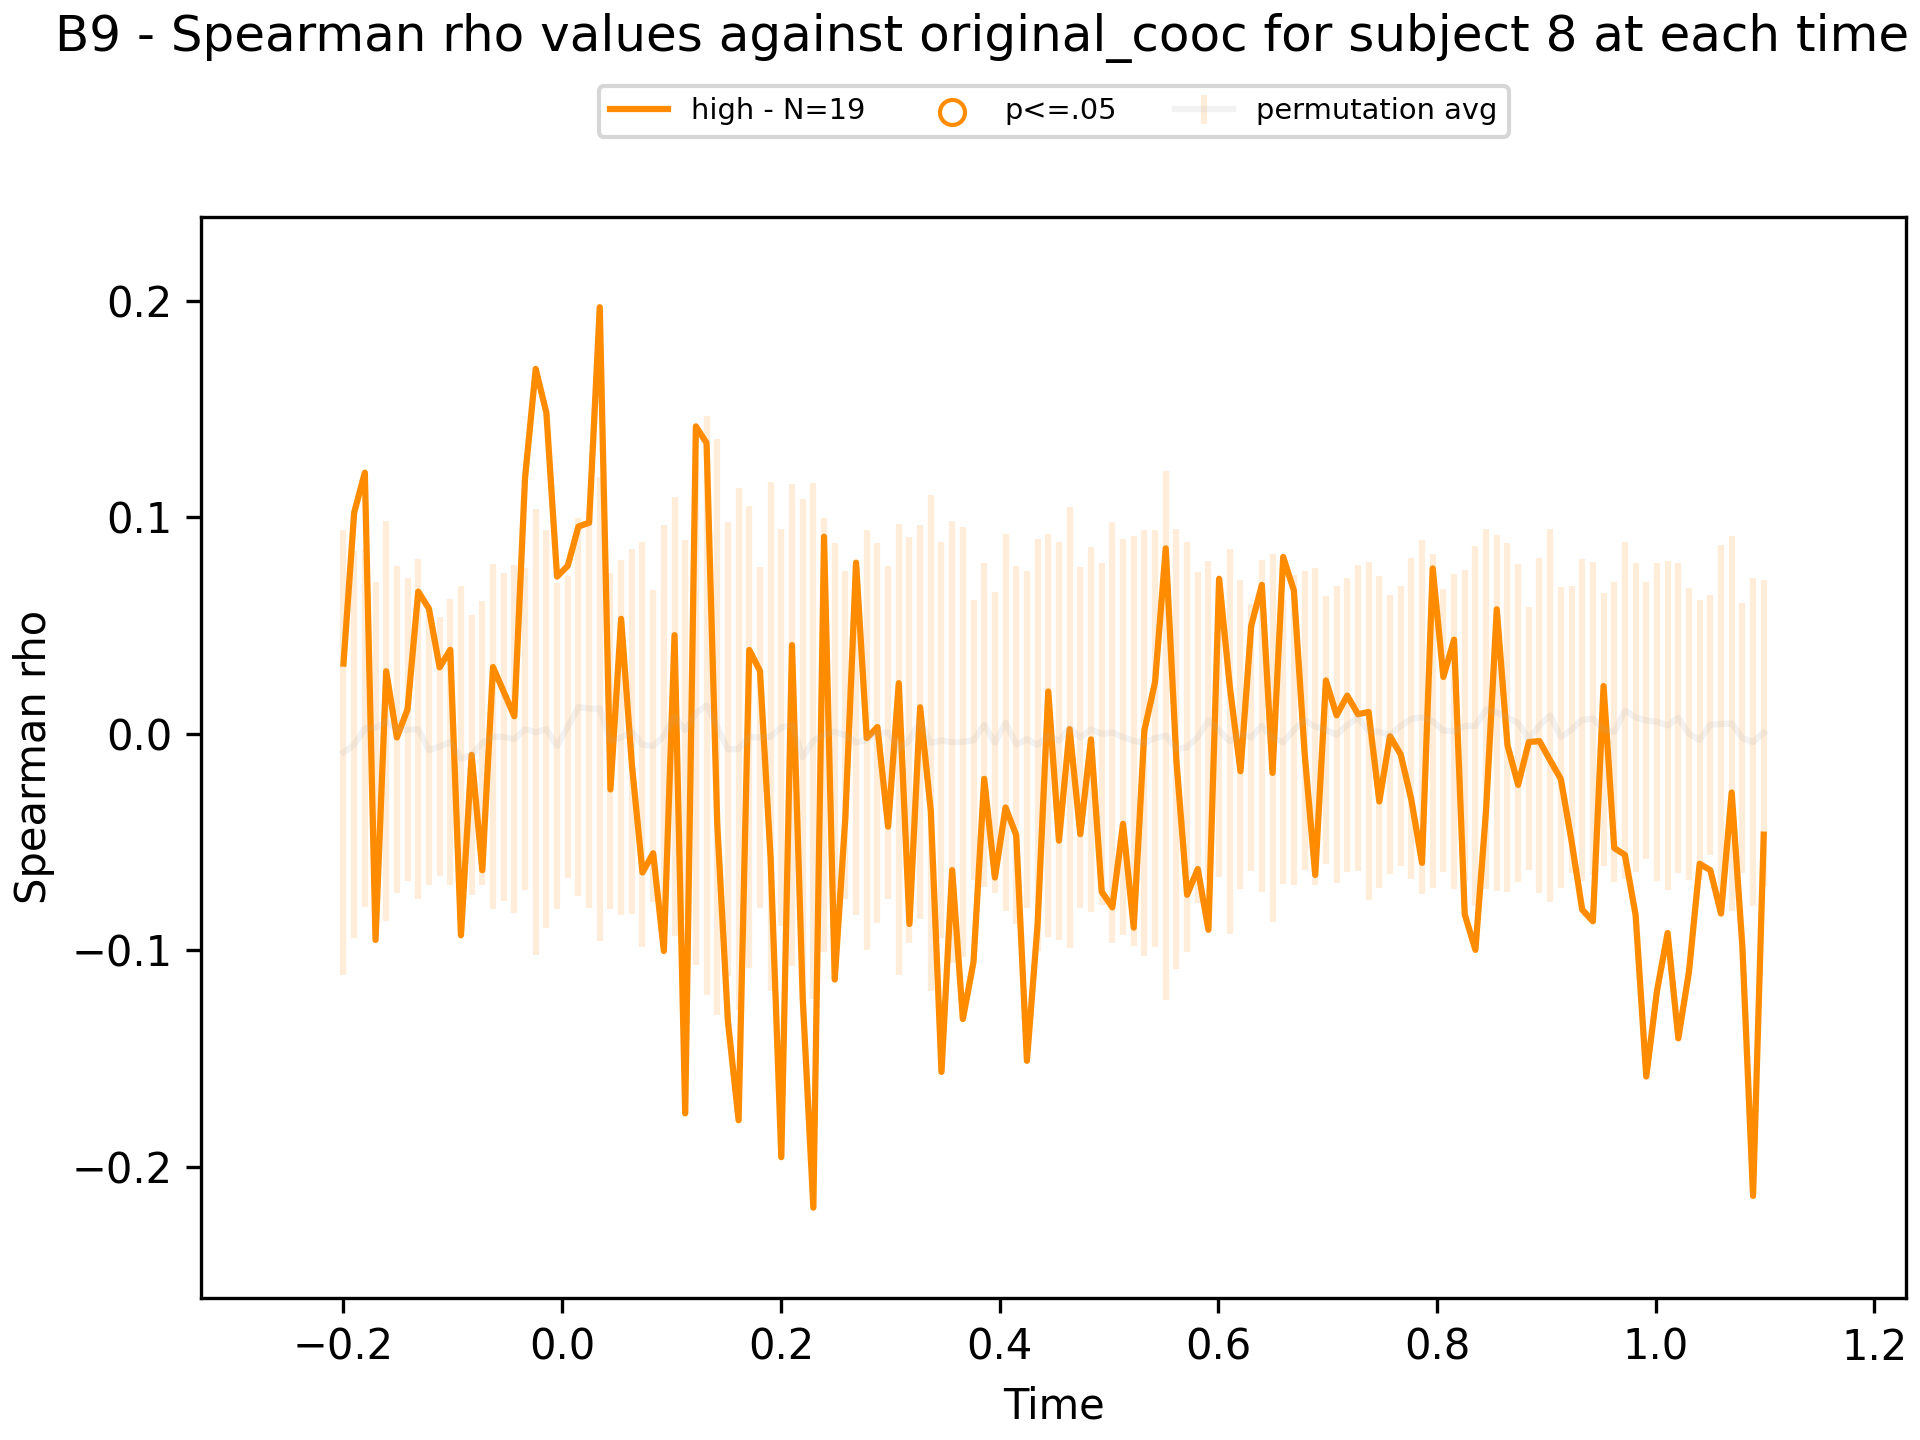 B9 - Spearman rho values against original_cooc for subject 8 at each time
high - N=19
p<=.05
permutation avg
0.2
0.1
0.0
−0.1
−0.2
Spearman rho
−0.2
0.0
0.2
0.4
0.6
0.8
1.0
1.2
Time